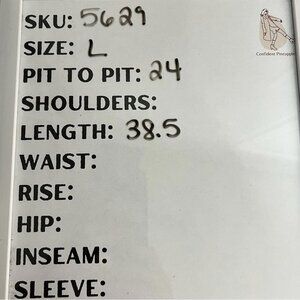 SKU: 5629
SIZE: L
PIT TO PIT: 24
SHOULDERS:
LENGTH: 38.5
WAIST:
RISE:
HIP:
INSEAM:
SLEEVE:
Confident Pineapple